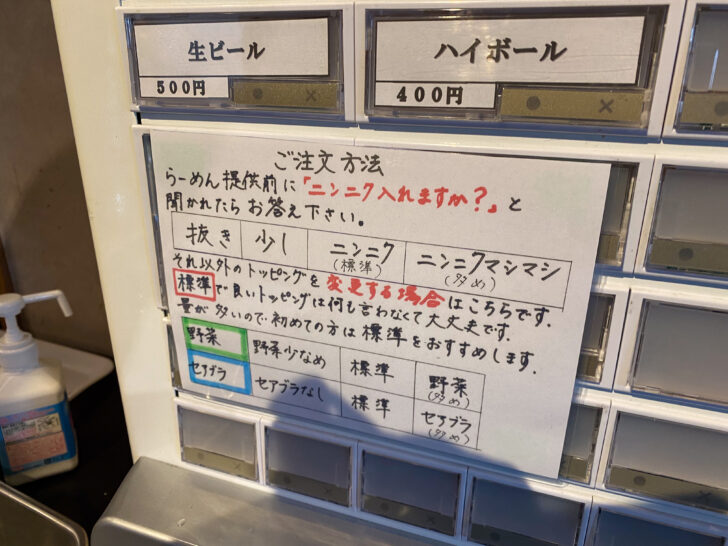 生ビール
500円
ハイボール
400円
ご注文方法
らーめん提供前に「ニンニク入れますか?」と
聞かれたらお答え下さい。
抜き 少し ニンニク(標準) ニンニクマシマシ(多め)
それ以外のトッピングを変更する場合はこちらです。
標準で良いトッピングは何も言わなくて大丈夫です。
量が多いので初めての方は標準をおすすめします。
野菜 野菜少なめ 標準 野菜(多め)
セアブラ セアブラなし 標準 セアブラ(多め)